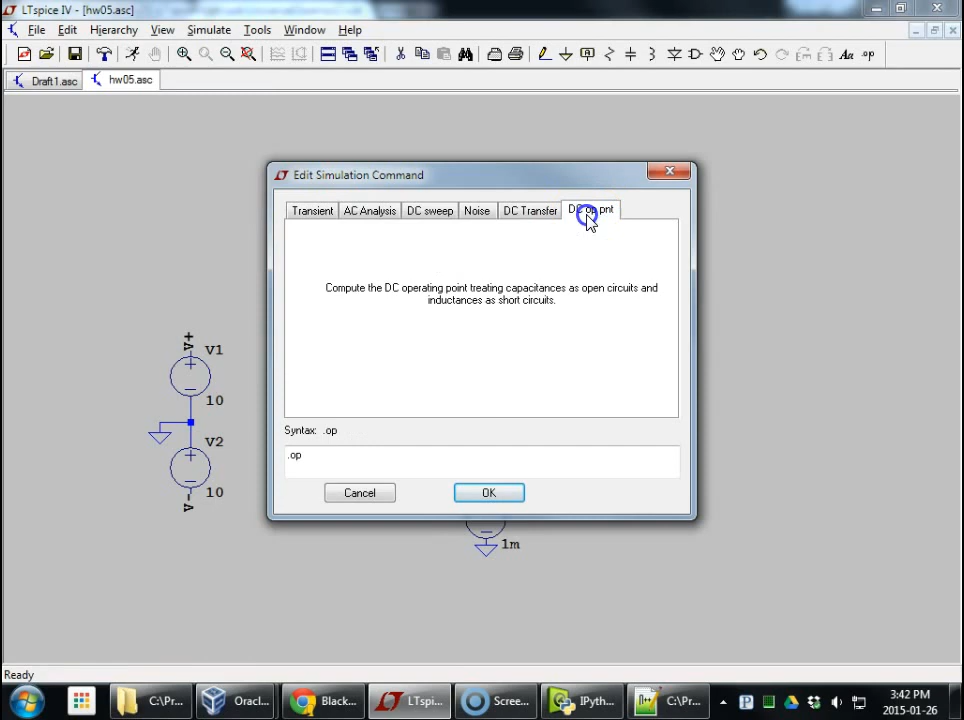 LTspice IV - [hw05.asc]
File Edit Hierarchy View Simulate Tools Window Help
Aa .op
Draft1.asc hw05.asc
Edit Simulation Command
Transient AC Analysis DC sweep Noise DC Transfer DC op pnt
Compute the DC operating point treating capacitances as open circuits and
inductances as short circuits.
V+
V1
10
V2
10
V-
Syntax: .op
.op
Cancel OK
1m
Ready
C:\Pr... Oracl... Black... LTspi... Scree... IPyth... C:\Pr...
3:42 PM
2015-01-26